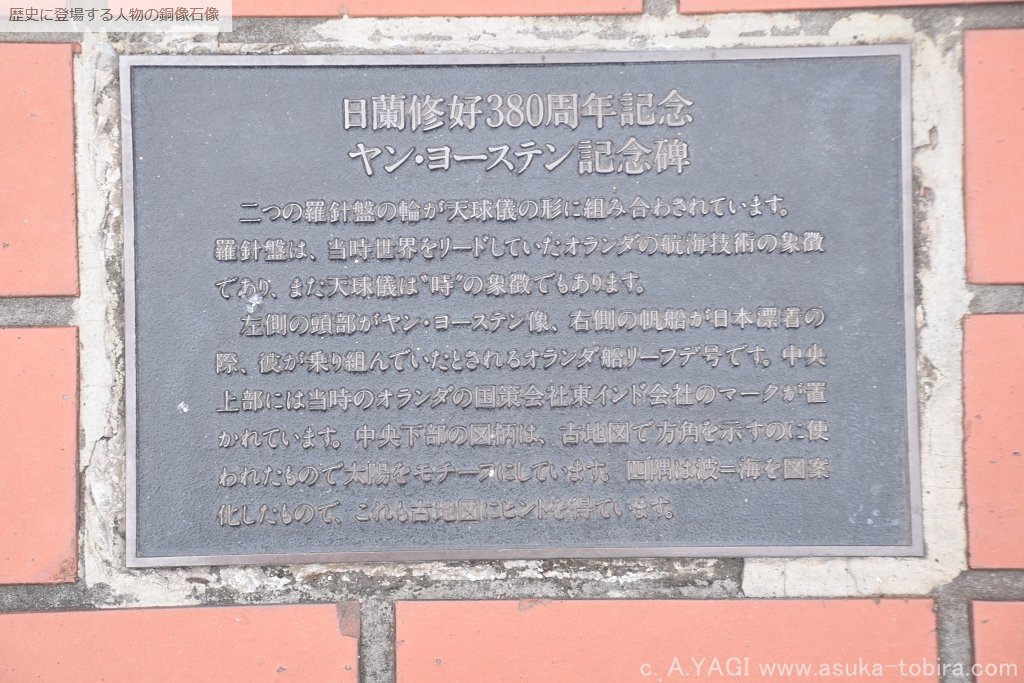 歴史に登場する人物の銅像石像
日蘭修好380周年記念
ヤン・ヨーステン記念碑
二つの羅針盤の輪が天球儀の形に組み合わされています。
羅針盤は、当時世界をリードしていたオランダの航海技術の象徴
であり、また天球儀は〝時〟の象徴でもあります。
左側の頭部がヤン・ヨーステン像、右側の帆船が日本漂着の
際、彼が乗り組んでいたとされるオランダ船リーフデ号です。中央
上部には当時のオランダの国策会社東インド会社のマークが置
かれています。中央下部の図柄は、古地図で方角を示すのに使
われたもので太陽をモチーフにしています。四隅は波=海を図案
化したもので、これも古地図にヒントを得ています。
c. A.YAGI www.asuka-tobira.com